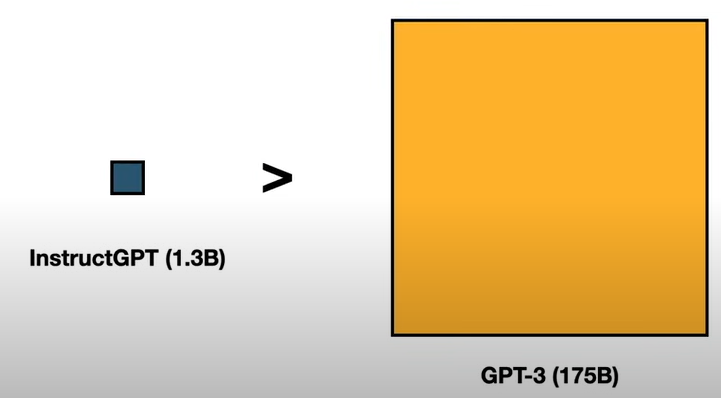 >
InstructGPT (1.3B)
GPT-3 (175B)